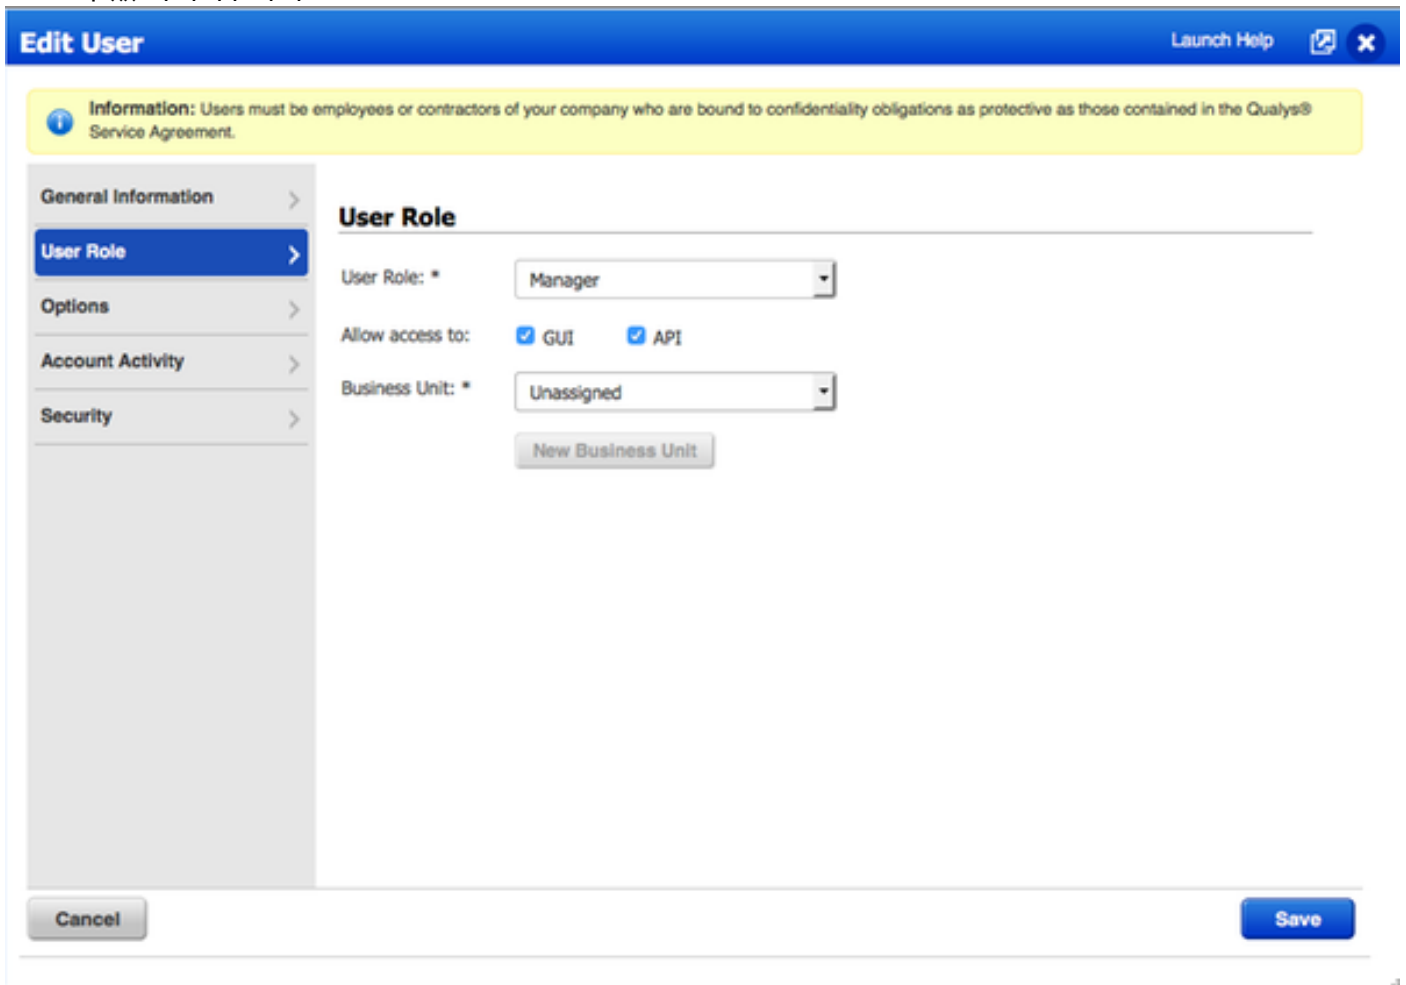 Edit User
Launch Help
Information: Users must be employees or contractors of your company who are bound to confidentiality obligations as protective as those contained in the Qualys®
Service Agreement.
General Information
User Role
Options
Account Activity
Security
User Role
User Role: *
Manager
Allow access to:
GUI
API
Business Unit: *
Unassigned
New Business Unit
Cancel
Save